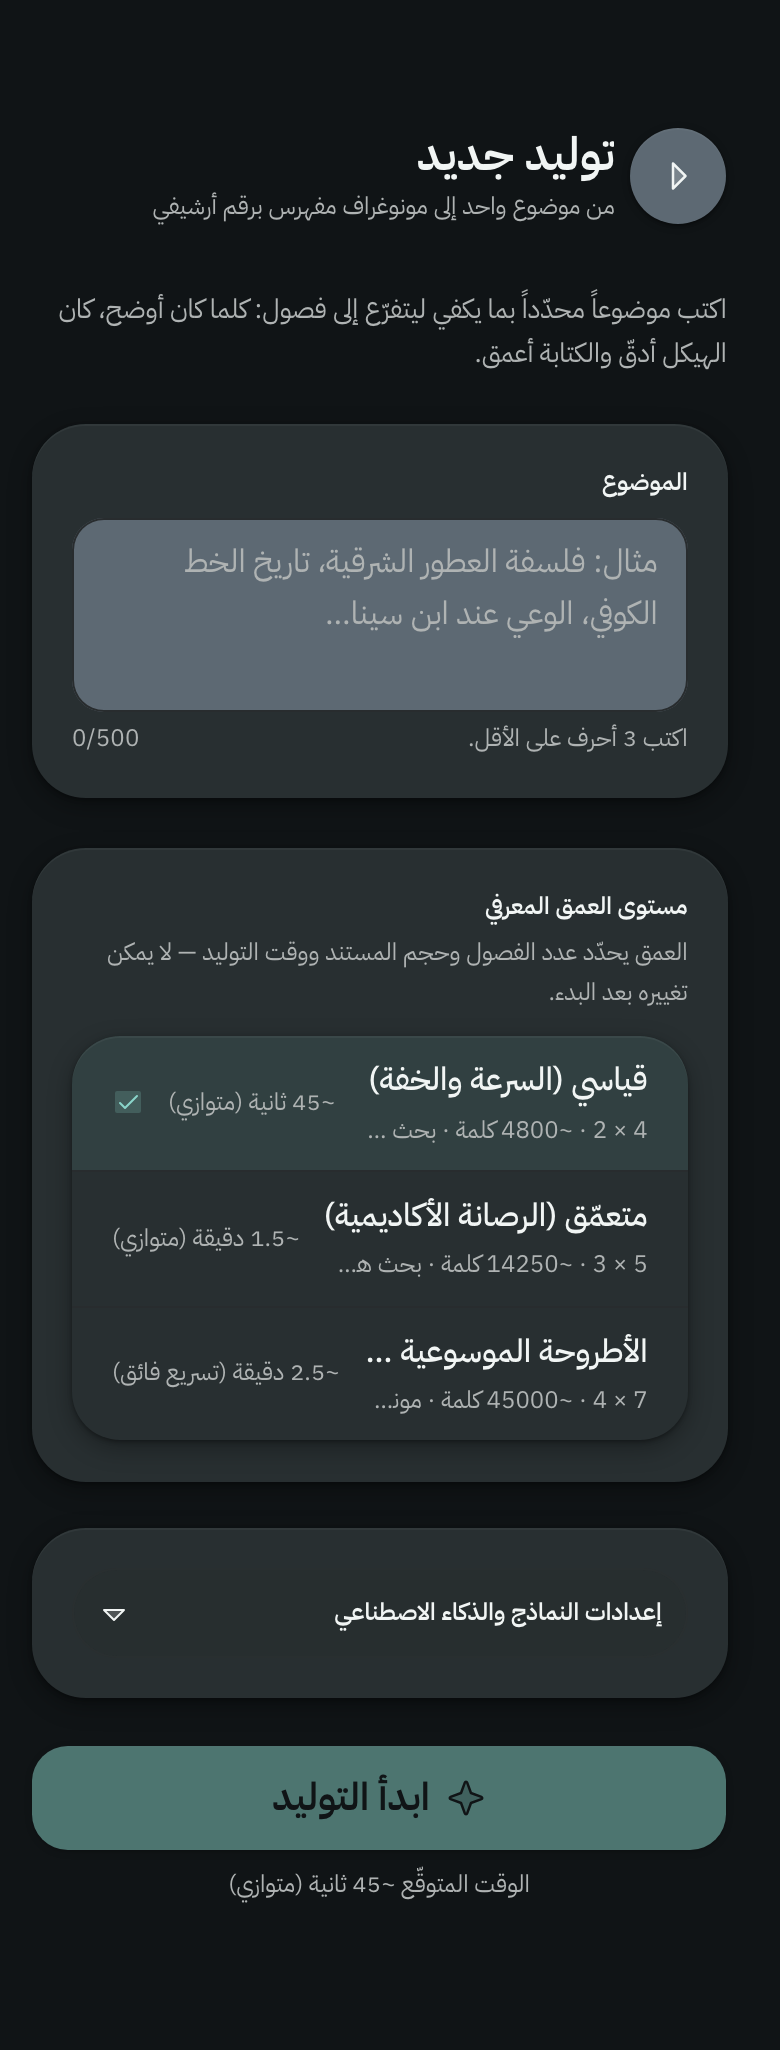 توليد جديد
من موضوع واحد إلى مونوغراف مفهرس برقم أرشيفي
اكتب موضوعاً محدّداً بما يكفي ليتفرّع إلى فصول: كلما كان أوضح، كان
الهيكل أدقّ والكتابة أعمق.
الموضوع
مثال: فلسفة العطور الشرقية، تاريخ الخط
الكوفي، الوعي عند ابن سينا...
اكتب 3 أحرف على الأقل.
0/500
مستوى العمق المعرفي
العمق يحدّد عدد الفصول وحجم المستند ووقت التوليد — لا يمكن
تغييره بعد البدء.
قياسي (السرعة والخفة)
4 × 2 · ~4800 كلمة · بحث ...
~45 ثانية (متوازي)
متعمّق (الرصانة الأكاديمية)
5 × 3 · ~14250 كلمة · بحث هـ...
~1.5 دقيقة (متوازي)
الأطروحة الموسوعية ...
7 × 4 · ~45000 كلمة · مونـ...
~2.5 دقيقة (تسريع فائق)
إعدادات النماذج والذكاء الاصطناعي
ابدأ التوليد
الوقت المتوقّع ~45 ثانية (متوازي)